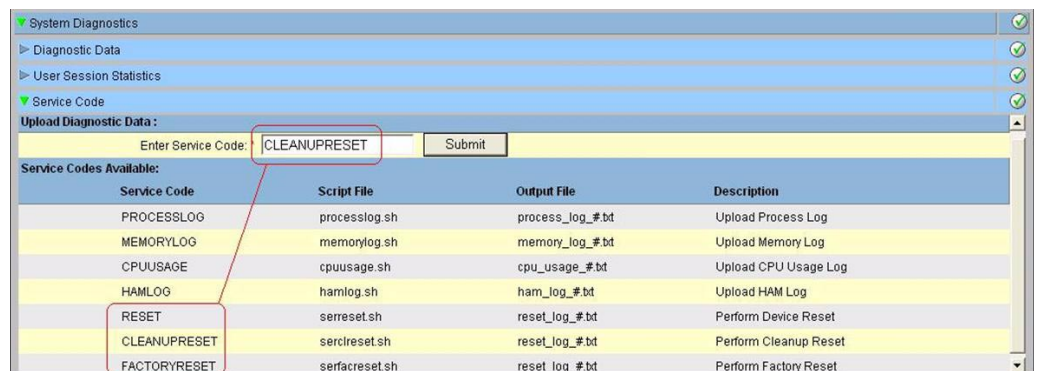 System Diagnostics
Diagnostic Data
User Session Statistics
Service Code
Upload Diagnostic Data :
Enter Service Code: * CLEANUPRESET Submit
Service Codes Available:
Service Code Script File Output File Description
PROCESSLOG processlog.sh process_log_#.txt Upload Process Log
MEMORYLOG memorylog.sh memory_log_#.txt Upload Memory Log
CPUUSAGE cpuusage.sh cpu_usage_#.txt Upload CPU Usage Log
HAMLOG hamlog.sh ham_log_#.txt Upload HAM Log
RESET serreset.sh reset_log_#.txt Perform Device Reset
CLEANUPRESET serclreset.sh reset_log_#.txt Perform Cleanup Reset
FACTORYRESET serfacreset.sh reset_log_#.txt Perform Factory Reset